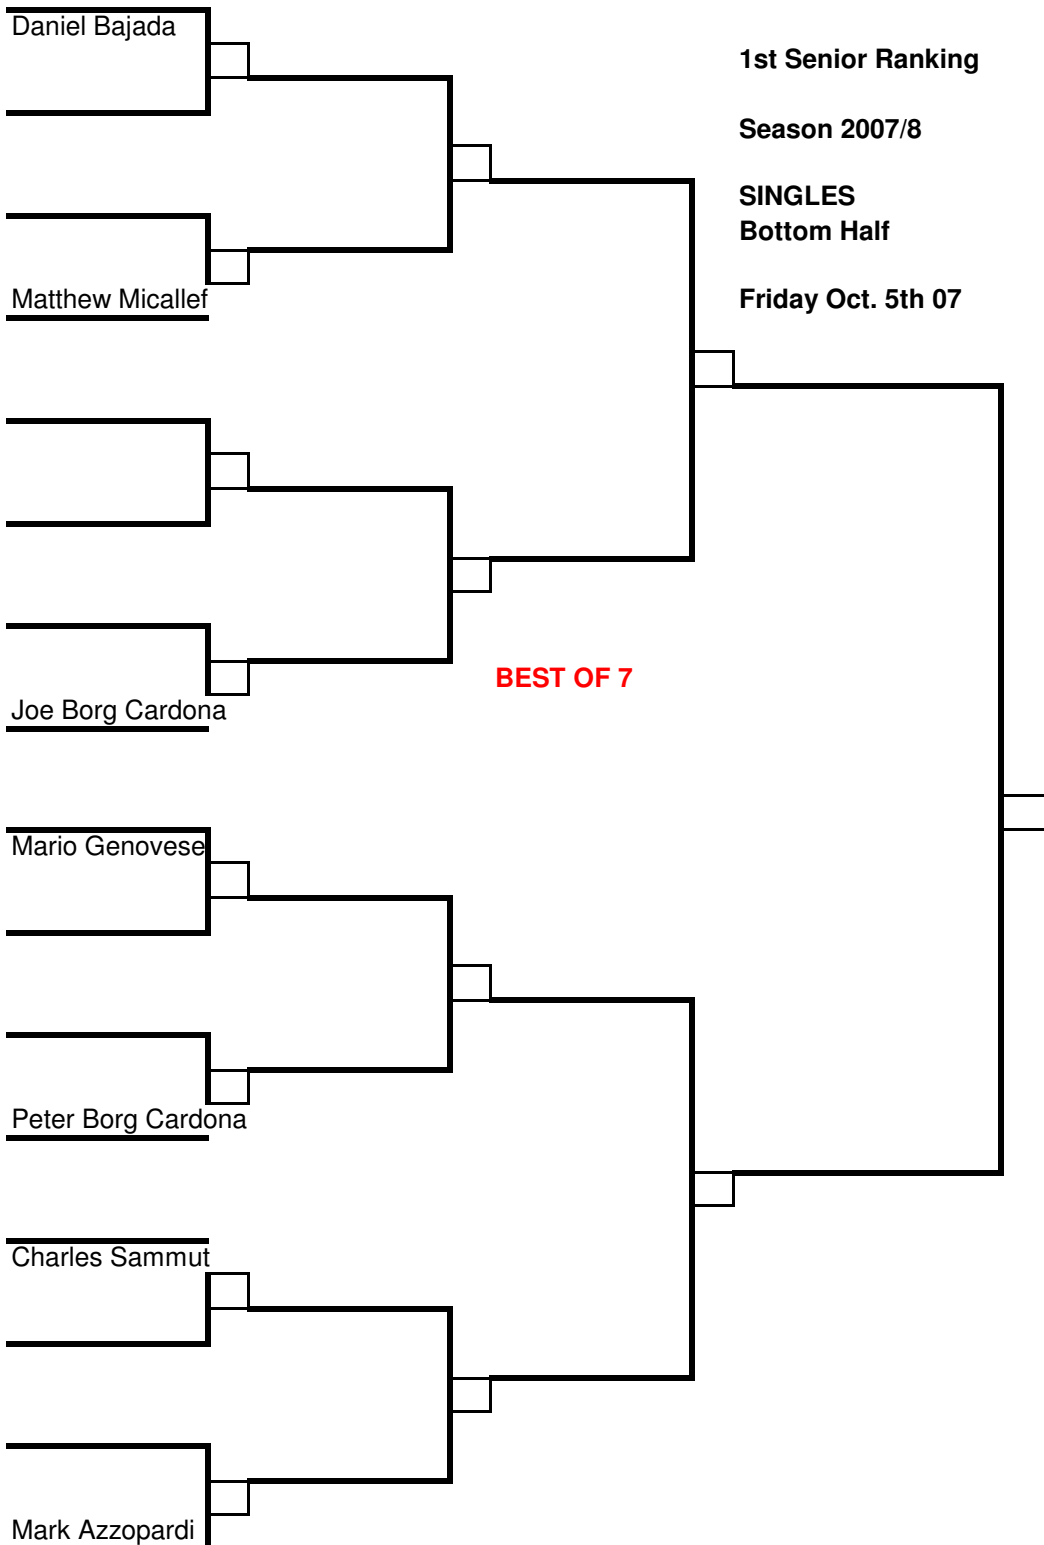 Daniel Bajada
1st Senior Ranking
Season 2007/8
SINGLES
Bottom Half
Matthew Micallef
Friday Oct. 5th 07
BEST OF 7
Joe Borg Cardona
Mario Genovese
Peter Borg Cardona
Charles Sammut
Mark Azzopardi